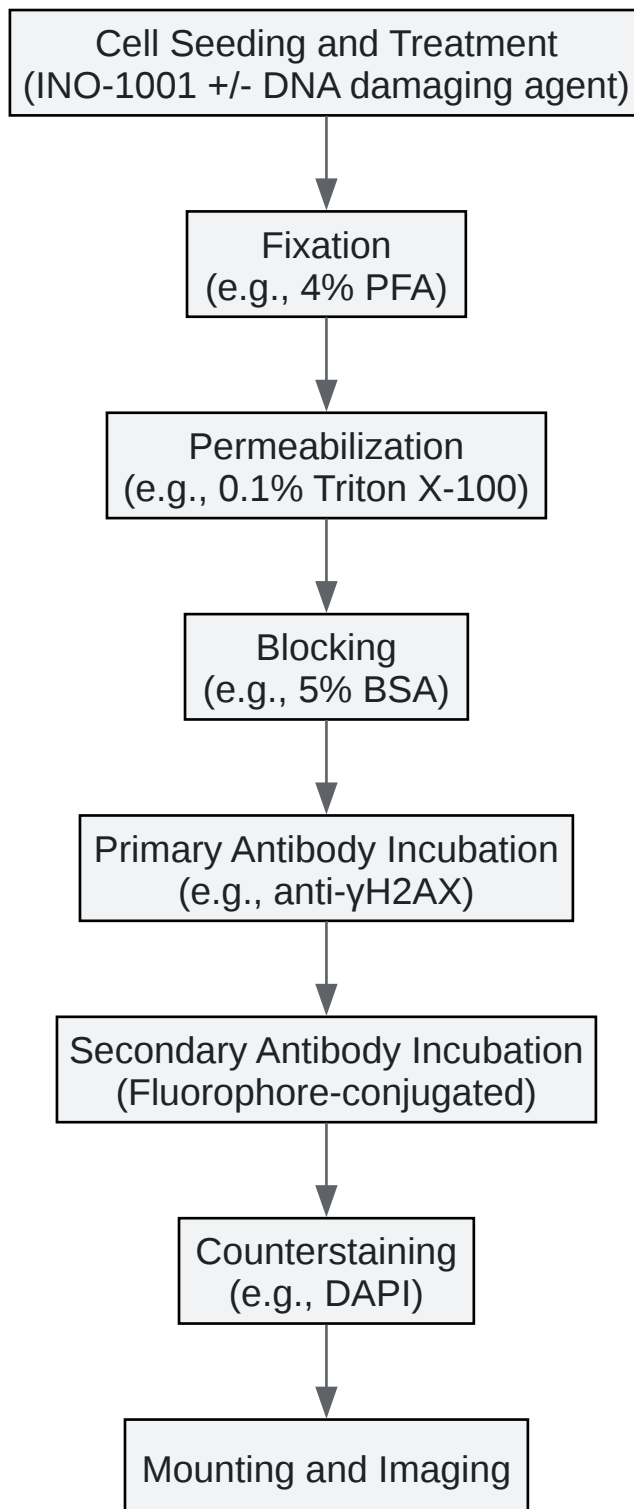 Cell Seeding and Treatment
(INO-1001 +/- DNA damaging agent)
Fixation
(e.g., 4% PFA)
Permeabilization
(e.g., 0.1% Triton X-100)
Blocking
(e.g., 5% BSA)
Primary Antibody Incubation
(e.g., anti-γH2AX)
Secondary Antibody Incubation
(Fluorophore-conjugated)
Counterstaining
(e.g., DAPI)
Mounting and Imaging